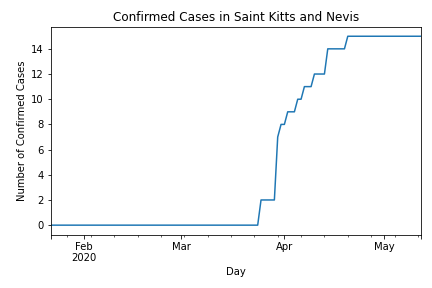 Confirmed Cases in Saint Kitts and Nevis
Number of Confirmed Cases
14
12
10
8
6
4
2
0
Feb
2020
Mar
Apr
May
Day